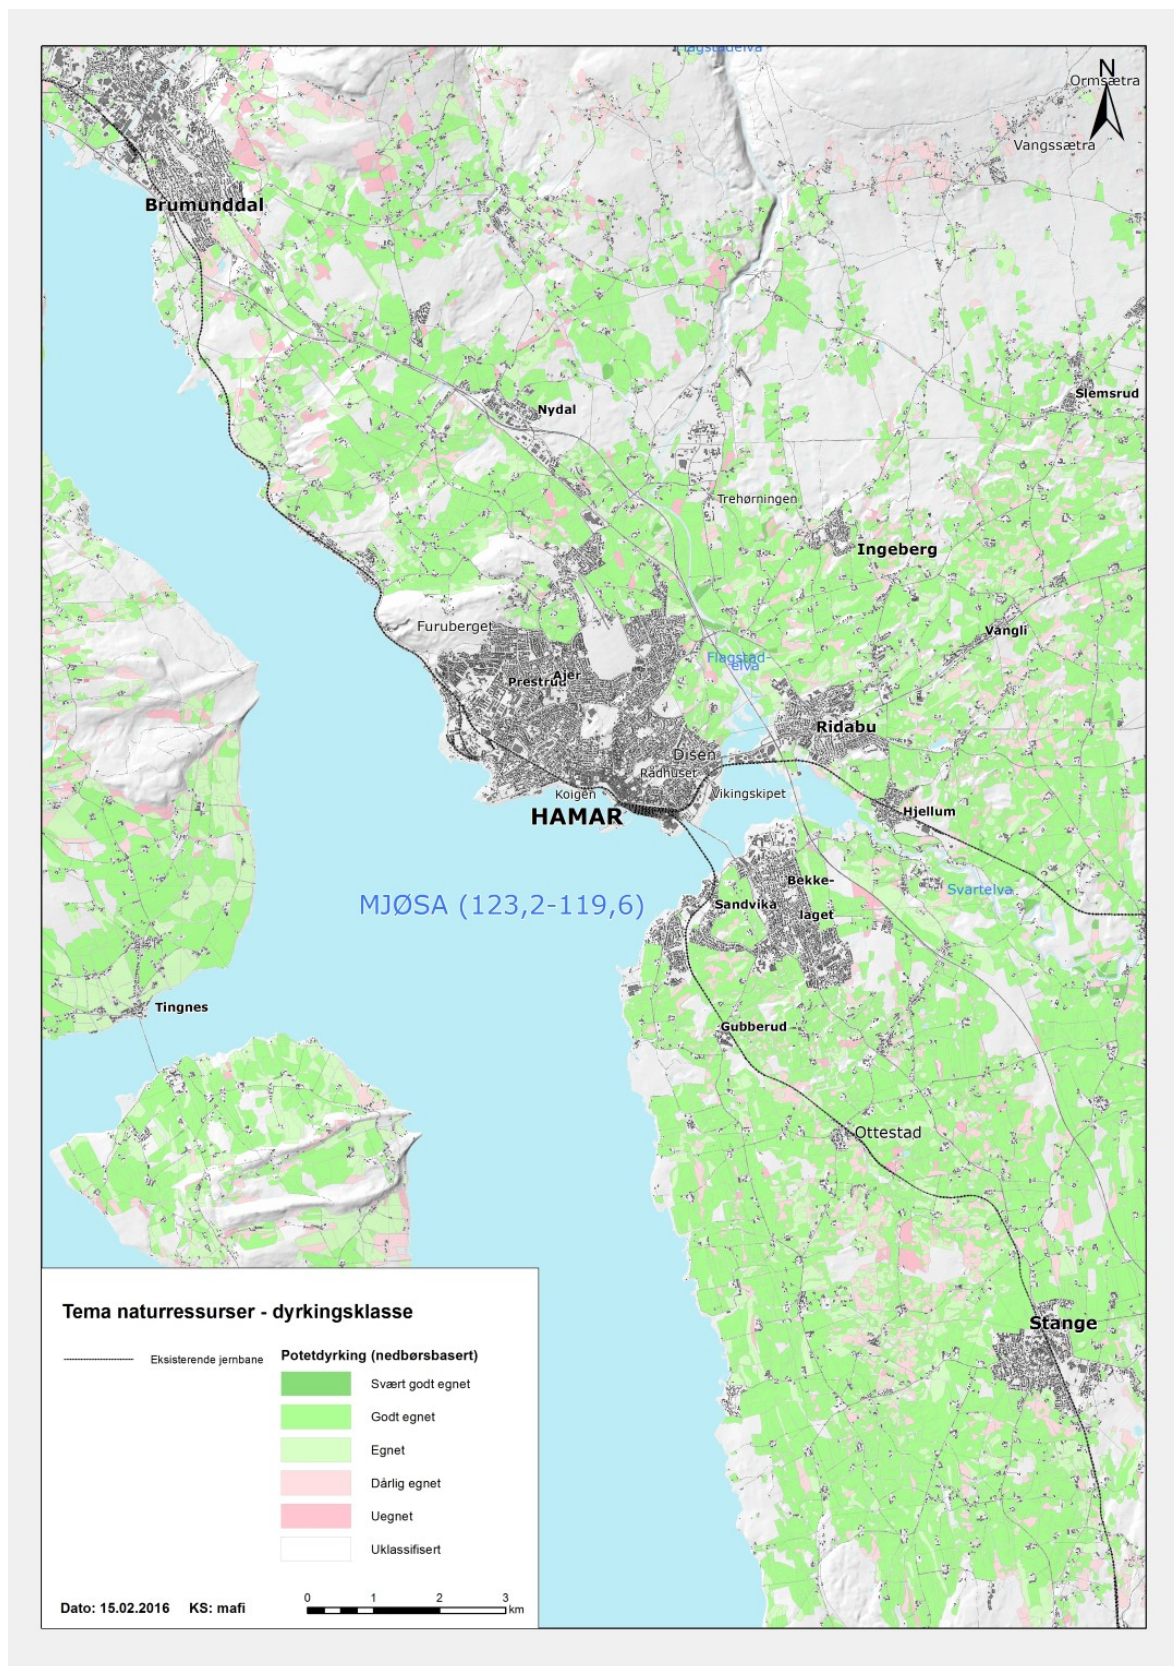 Flagstadelva
N
Ormsætra
Vangssætra
Brumunddal
Slemsrud
Nydal
Trehørningen
Ingeberg
Furuberget
Vangli
Flagstad-
elva
Ajer
Prestrud
Ridabu
Disen
Rådhuset
Koigen
Vikingskipet
HAMAR
Hjellum
Bekke-
laget
Svartelva
Sandvika
MJØSA (123,2-119,6)
Tingnes
Gubberud
Ottestad
Stange
Tema naturressurser - dyrkingsklasse
Eksisterende jernbane
Potetdyrking (nedbørsbasert)
Svært godt egnet
Godt egnet
Egnet
Dårlig egnet
Uegnet
Uklassifisert
Dato: 15.02.2016 KS: mafi
0 1 2 3
km